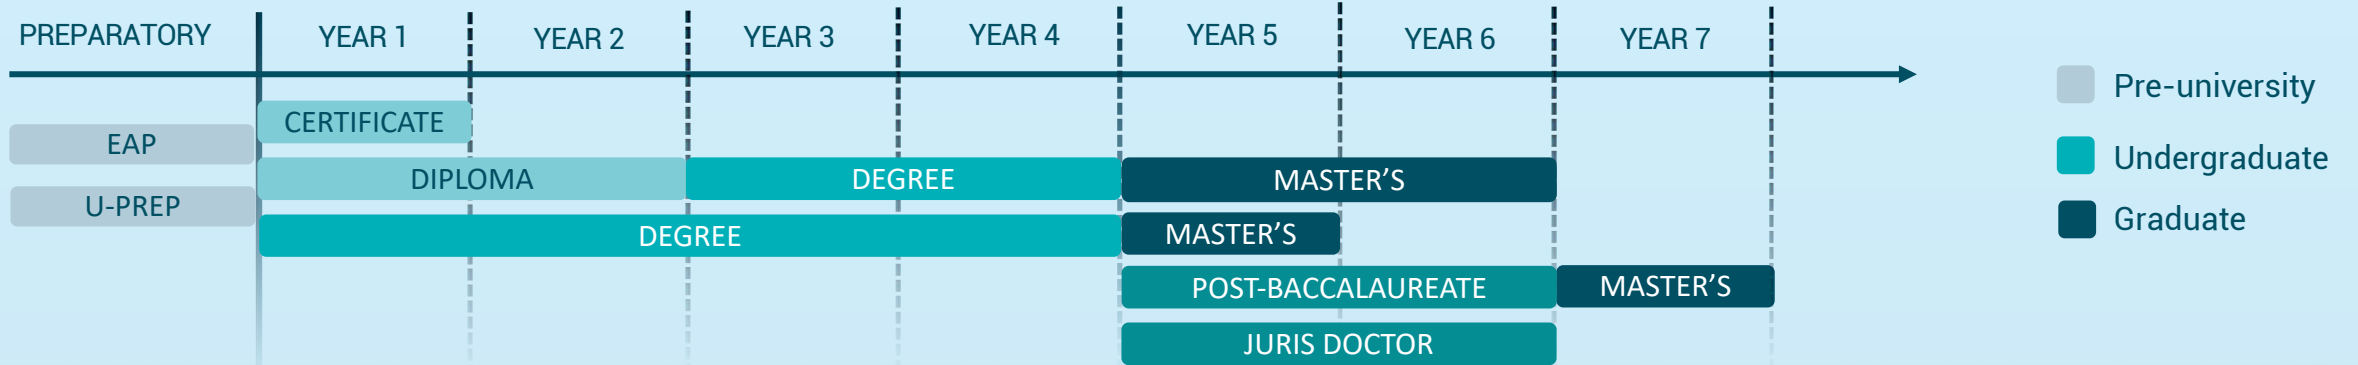 PREPARATORY YEAR 1 YEAR 2 YEAR 3 YEAR 4 YEAR 5 YEAR 6 YEAR 7
EAP
U-PREP
CERTIFICATE
DIPLOMA DEGREE MASTER'S
DEGREE MASTER'S
POST-BACCALAUREATE MASTER'S
JURIS DOCTOR
Pre-university
Undergraduate
Graduate